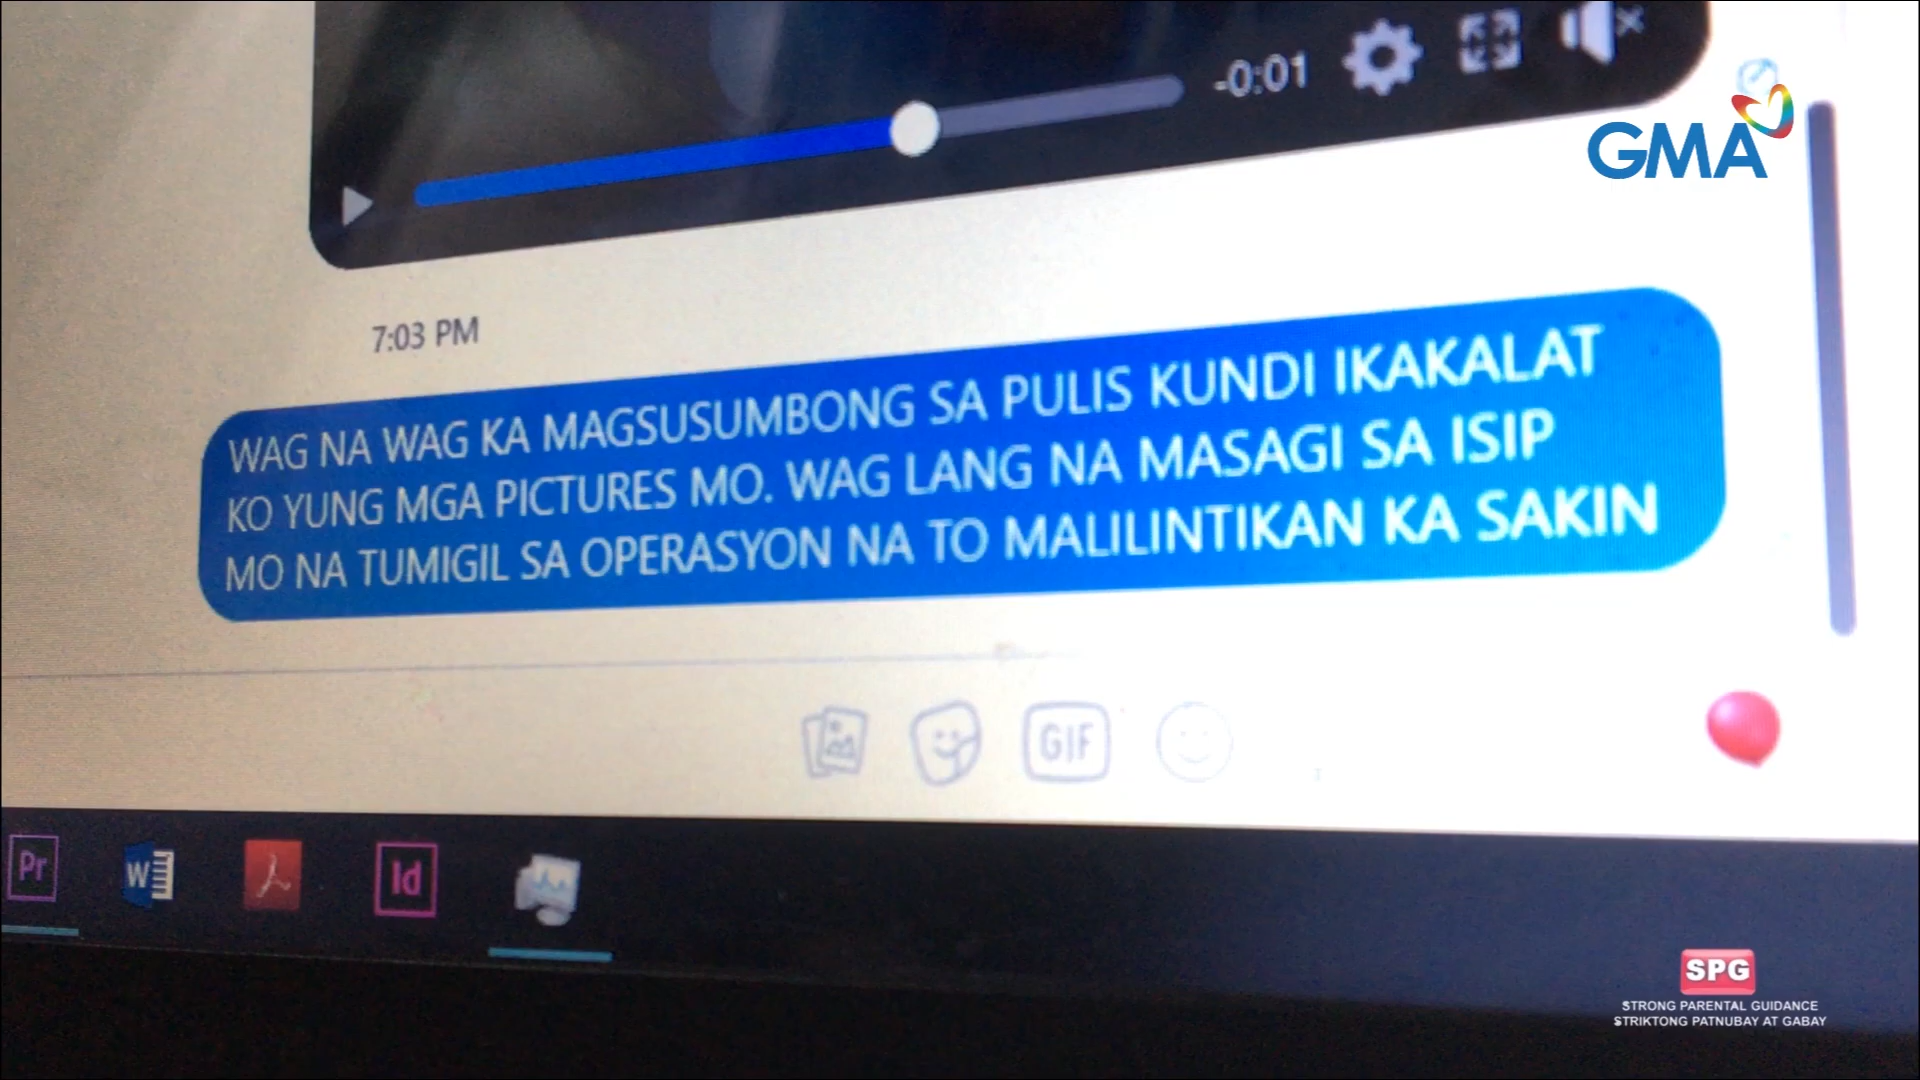 -0:01
GMA
7:03 PM
WAG NA WAG KA MAGSUSUMBONG SA PULIS KUNDI IKAKALAT
KO YUNG MGA PICTURES MO. WAG LANG NA MASAGI SA ISIP
MO NA TUMIGIL SA OPERASYON NA TO MALILINTIKAN KA SAKIN
GIF
Pr
W
Id
SPG
STRONG PARENTAL GUIDANCE
STRIKTONG PATNUBAY AT GABAY